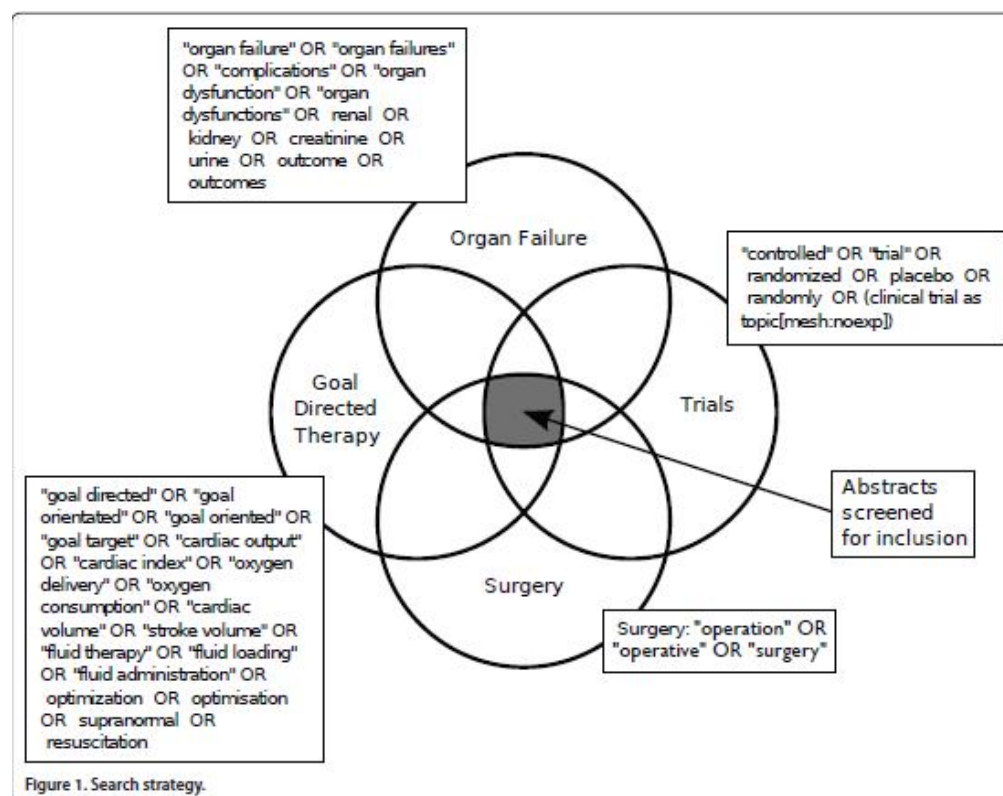 "organ failure" OR "organ failures"
OR "complications" OR "organ
dysfunction" OR "organ
dysfunctions" OR renal OR
kidney OR creatinine OR
urine OR outcome OR
outcomes
Organ Failure
"controlled" OR "trial" OR
randomized OR placebo OR
randomly OR (clinical trial as
topic[mesh:noexp])
Goal
Directed
Therapy
Trials
"goal directed" OR "goal
orientated" OR "goal oriented" OR
"goal target" OR "cardiac output"
OR "cardiac index" OR "oxygen
delivery" OR "oxygen
consumption" OR "cardiac
volume" OR "stroke volume" OR
"fluid therapy" OR "fluid loading"
OR "fluid administration" OR
optimization OR optimisation
OR supranormal OR
resuscitation
Abstracts
screened
for inclusion
Surgery
Surgery: "operation" OR
"operative" OR "surgery"
Figure 1. Search strategy.